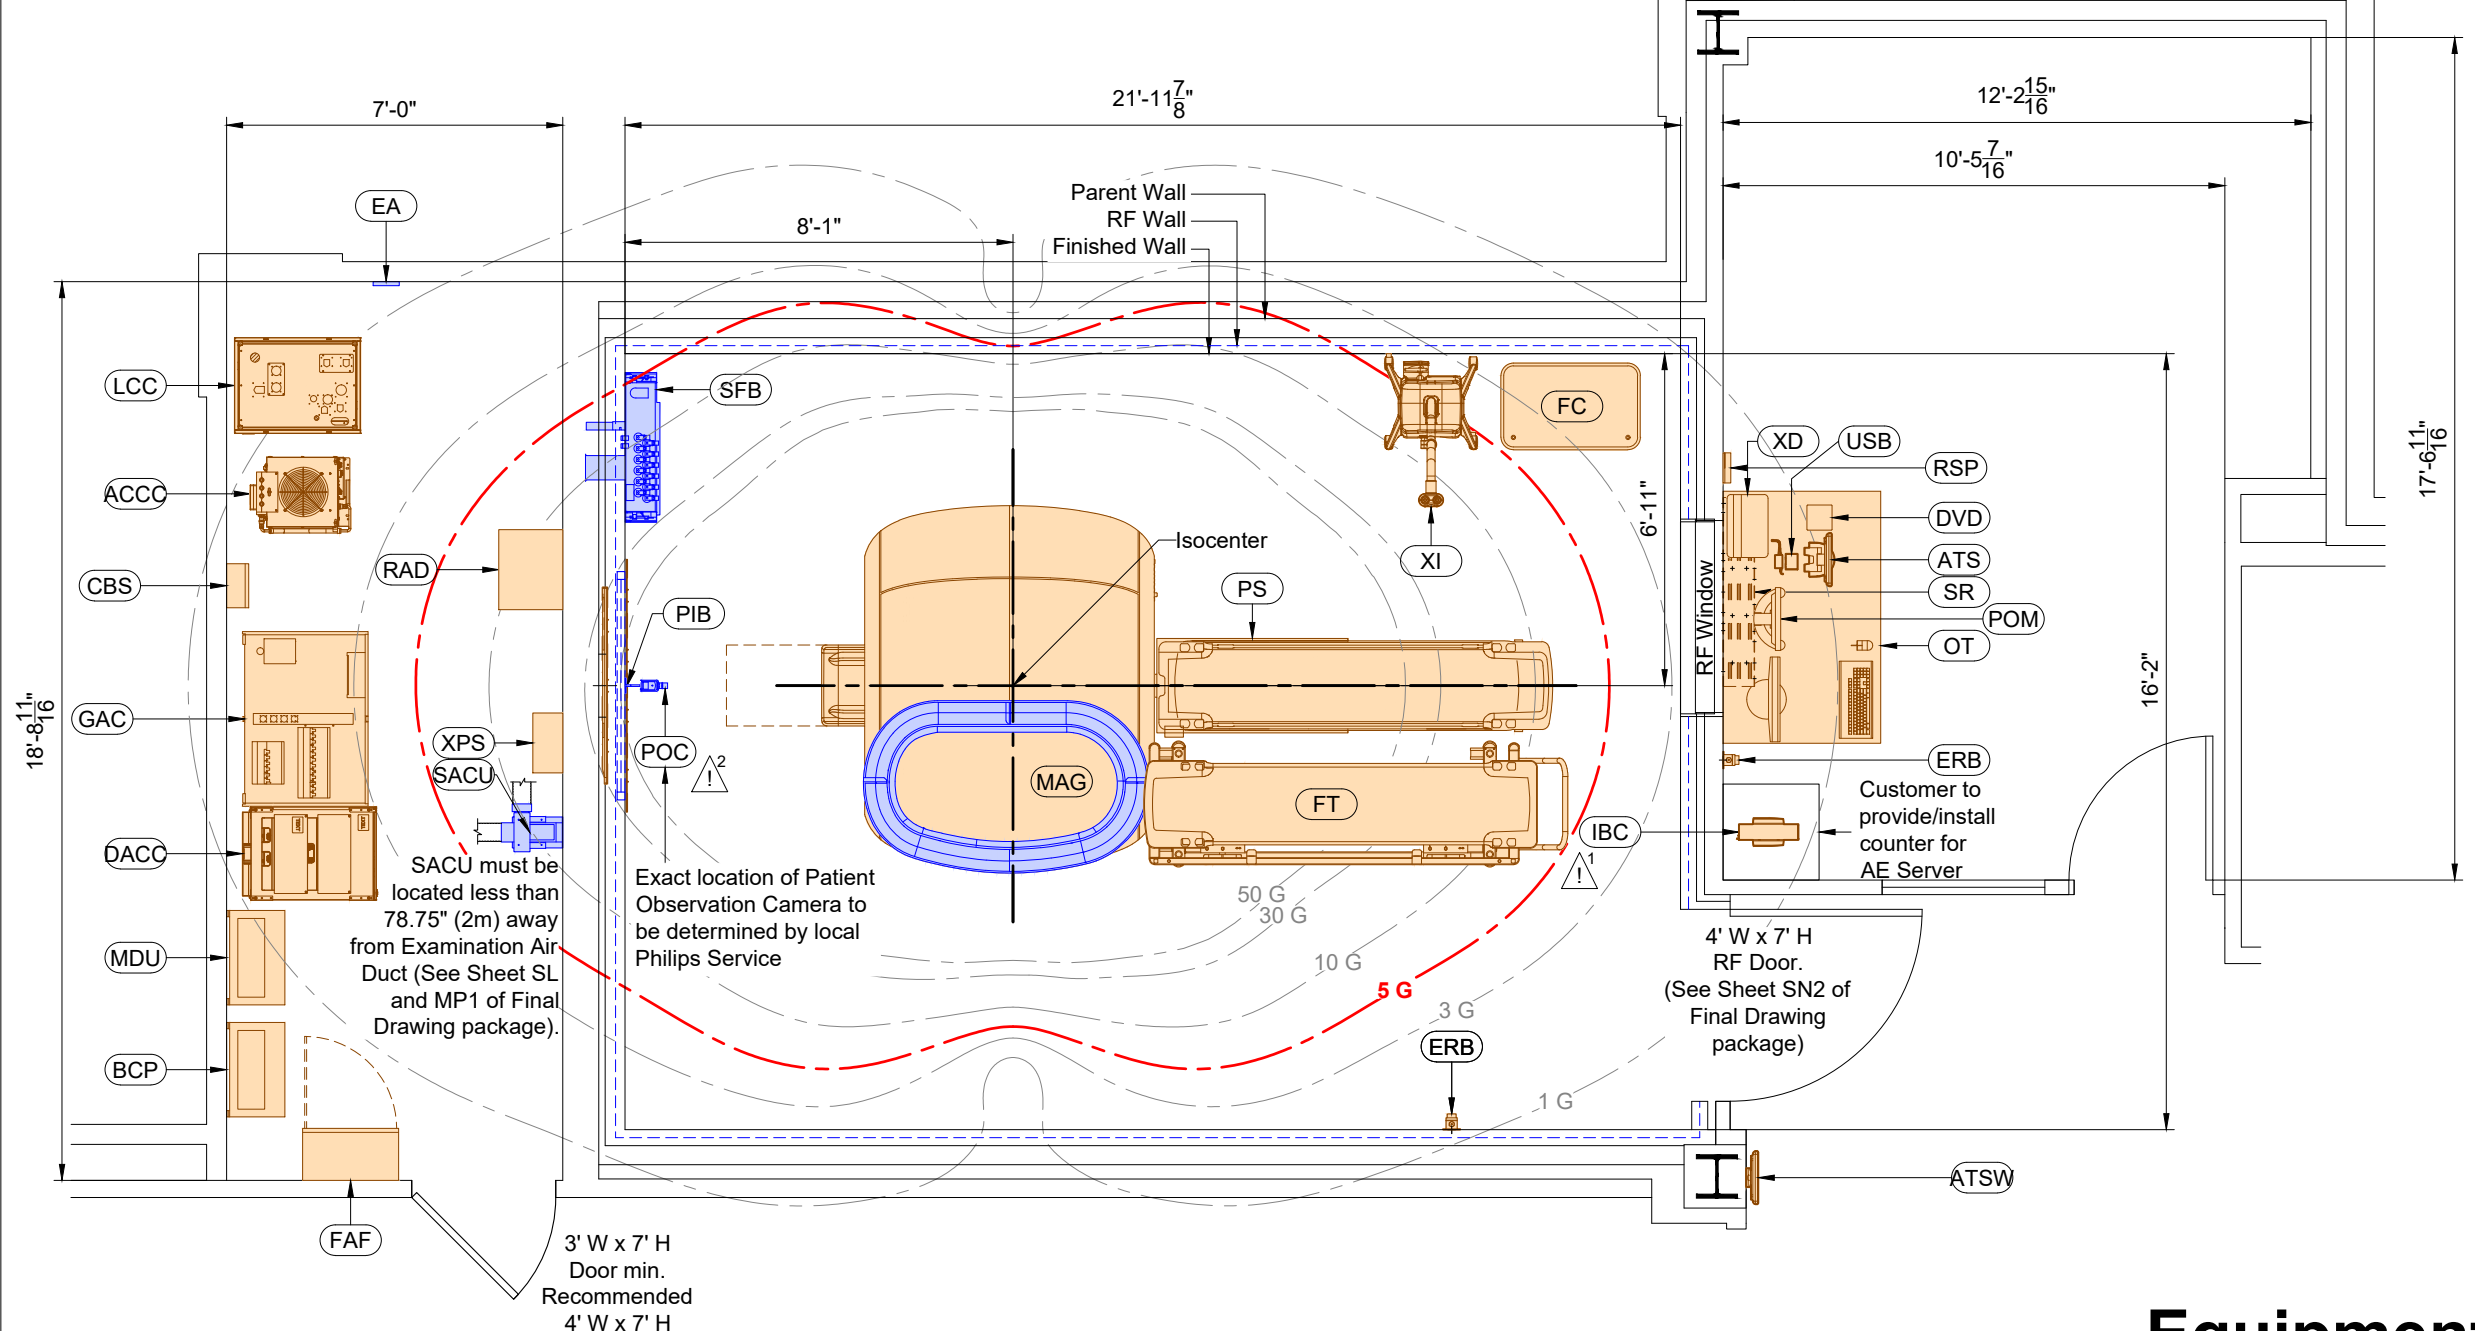 7'-0"
21'-11 7/8"
12'-2 15/16"
10'-5 7/16"
Parent Wall
RF Wall
Finished Wall
EA
8'-1"
LCC
SFB
FC
XD
USB
RSP
17'-6 11/16"
ACCC
DVD
6'-11"
Isocenter
XI
ATS
RAD
CBS
PS
SR
RF Window
PIB
POM
OT
16'-2"
18'-8 11/16"
GAC
XPS
POC
! 2
SACU
MAG
FT
ERB
IBC
! 1
Customer to
provide/install
counter for
AE Server
DACC
SACU must be
located less than
78.75" (2m) away
from Examination Air
Duct (See Sheet SL
and MP1 of Final
Drawing package).
Exact location of Patient
Observation Camera to
be determined by local
Philips Service
50 G
30 G
10 G
5 G
3 G
1 G
4' W x 7' H
RF Door.
(See Sheet SN2 of
Final Drawing
package)
MDU
BCP
ERB
ATSW
FAF
3' W x 7' H
Door min.
Recommended
4' W x 7' H
Equipment